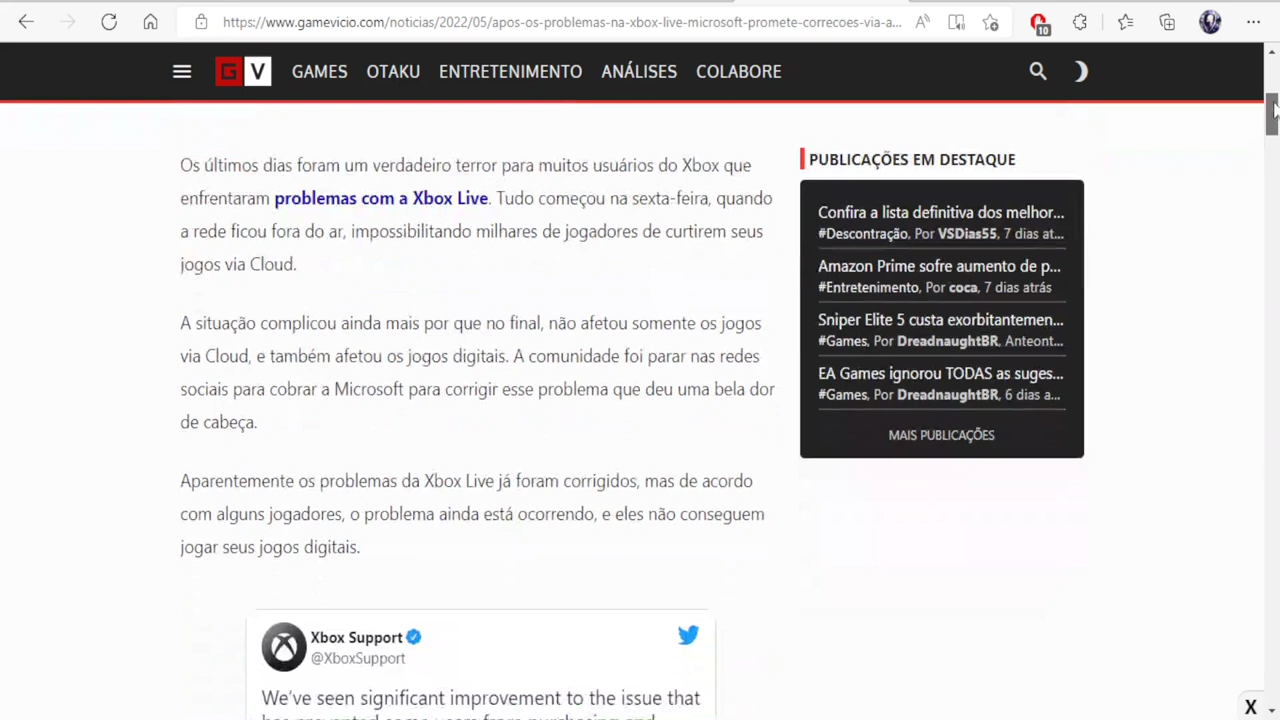 https://www.gamevicio.com/noticias/2022/05/apos-os-problemas-na-xbox-live-microsoft-promete-correcoes-via-a...
10
G V GAMES OTAKU ENTRETENIMENTO ANÁLISES COLABORE
Os últimos dias foram um verdadeiro terror para muitos usuários do Xbox que
enfrentaram problemas com a Xbox Live. Tudo começou na sexta-feira, quando
a rede ficou fora do ar, impossibilitando milhares de jogadores de curtirem seus
jogos via Cloud.
A situação complicou ainda mais por que no final, não afetou somente os jogos
via Cloud, e também afetou os jogos digitais. A comunidade foi parar nas redes
sociais para cobrar a Microsoft para corrigir esse problema que deu uma bela dor
de cabeça.
Aparentemente os problemas da Xbox Live já foram corrigidos, mas de acordo
com alguns jogadores, o problema ainda está ocorrendo, e eles não conseguem
jogar seus jogos digitais.
Xbox Support
@XboxSupport
We've seen significant improvement to the issue that
has prevented some users from purchasing and
PUBLICAÇÕES EM DESTAQUE
Confira a lista definitiva dos melhor...
#Descontração, Por VSDias55, 7 dias at...
Amazon Prime sofre aumento de p...
#Entretenimento, Por coca, 7 dias atrás
Sniper Elite 5 custa exorbitantemen...
#Games, Por DreadnaughtBR, Anteont...
EA Games ignorou TODAS as suges...
#Games, Por DreadnaughtBR, 6 dias a...
MAIS PUBLICAÇÕES
X